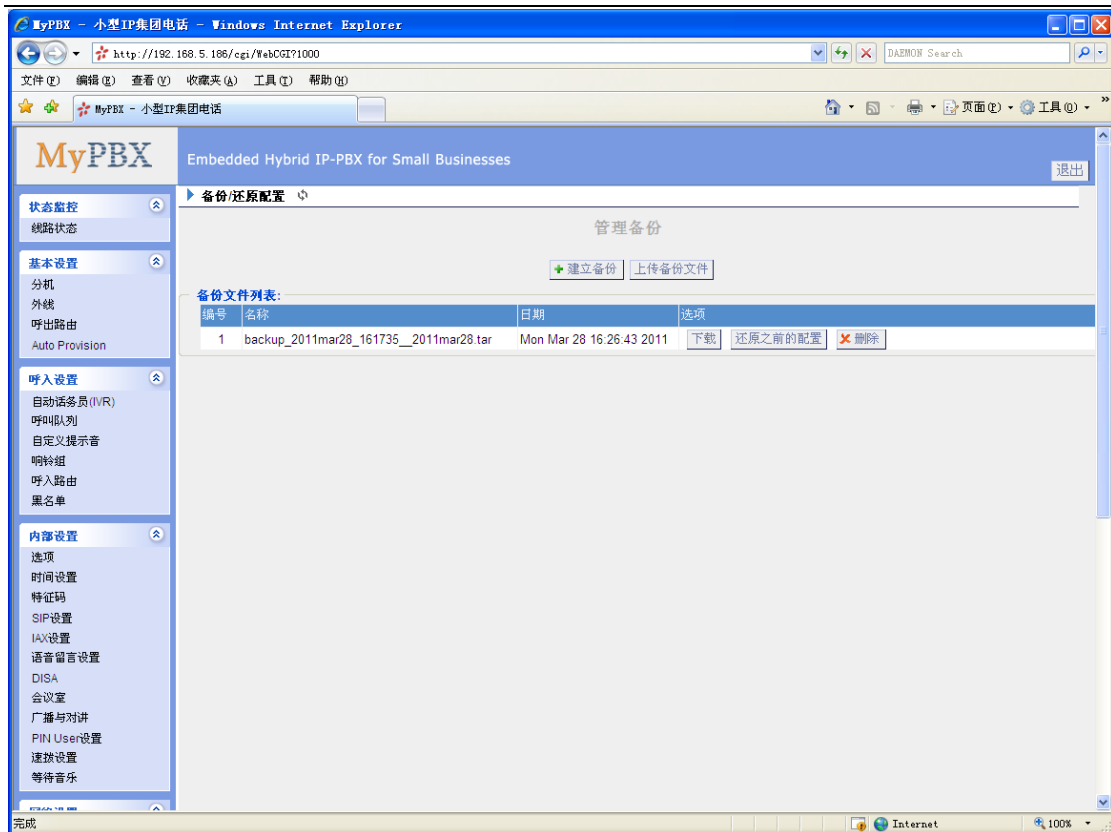 MyPBX - 小型IP集团电话 - Windows Internet Explorer
http://192.168.5.186/cgi/WebCGI?1000
DAEMON Search
文件(F) 编辑(E) 查看(V) 收藏夹(A) 工具(T) 帮助(H)
MyPBX - 小型IP集团电话
页面(P) 工具(O) »
MyPBX
Embedded Hybrid IP-PBX for Small Businesses
退出
状态监控
线路状态
基本设置
分机
外线
呼出路由
Auto Provision
呼入设置
自动话务员(IVR)
呼叫队列
自定义提示音
响铃组
呼入路由
黑名单
内部设置
选项
时间设置
特征码
SIP设置
IAX设置
语音留言设置
DISA
会议室
广播与对讲
PIN User设置
速拨设置
等待音乐
备份/还原配置
管理备份
建立备份 上传备份文件
备份文件列表:
编号 名称 日期 选项
1 backup_2011mar28_161735__2011mar28.tar Mon Mar 28 16:26:43 2011 下载 还原之前的配置 删除
完成
Internet
100%